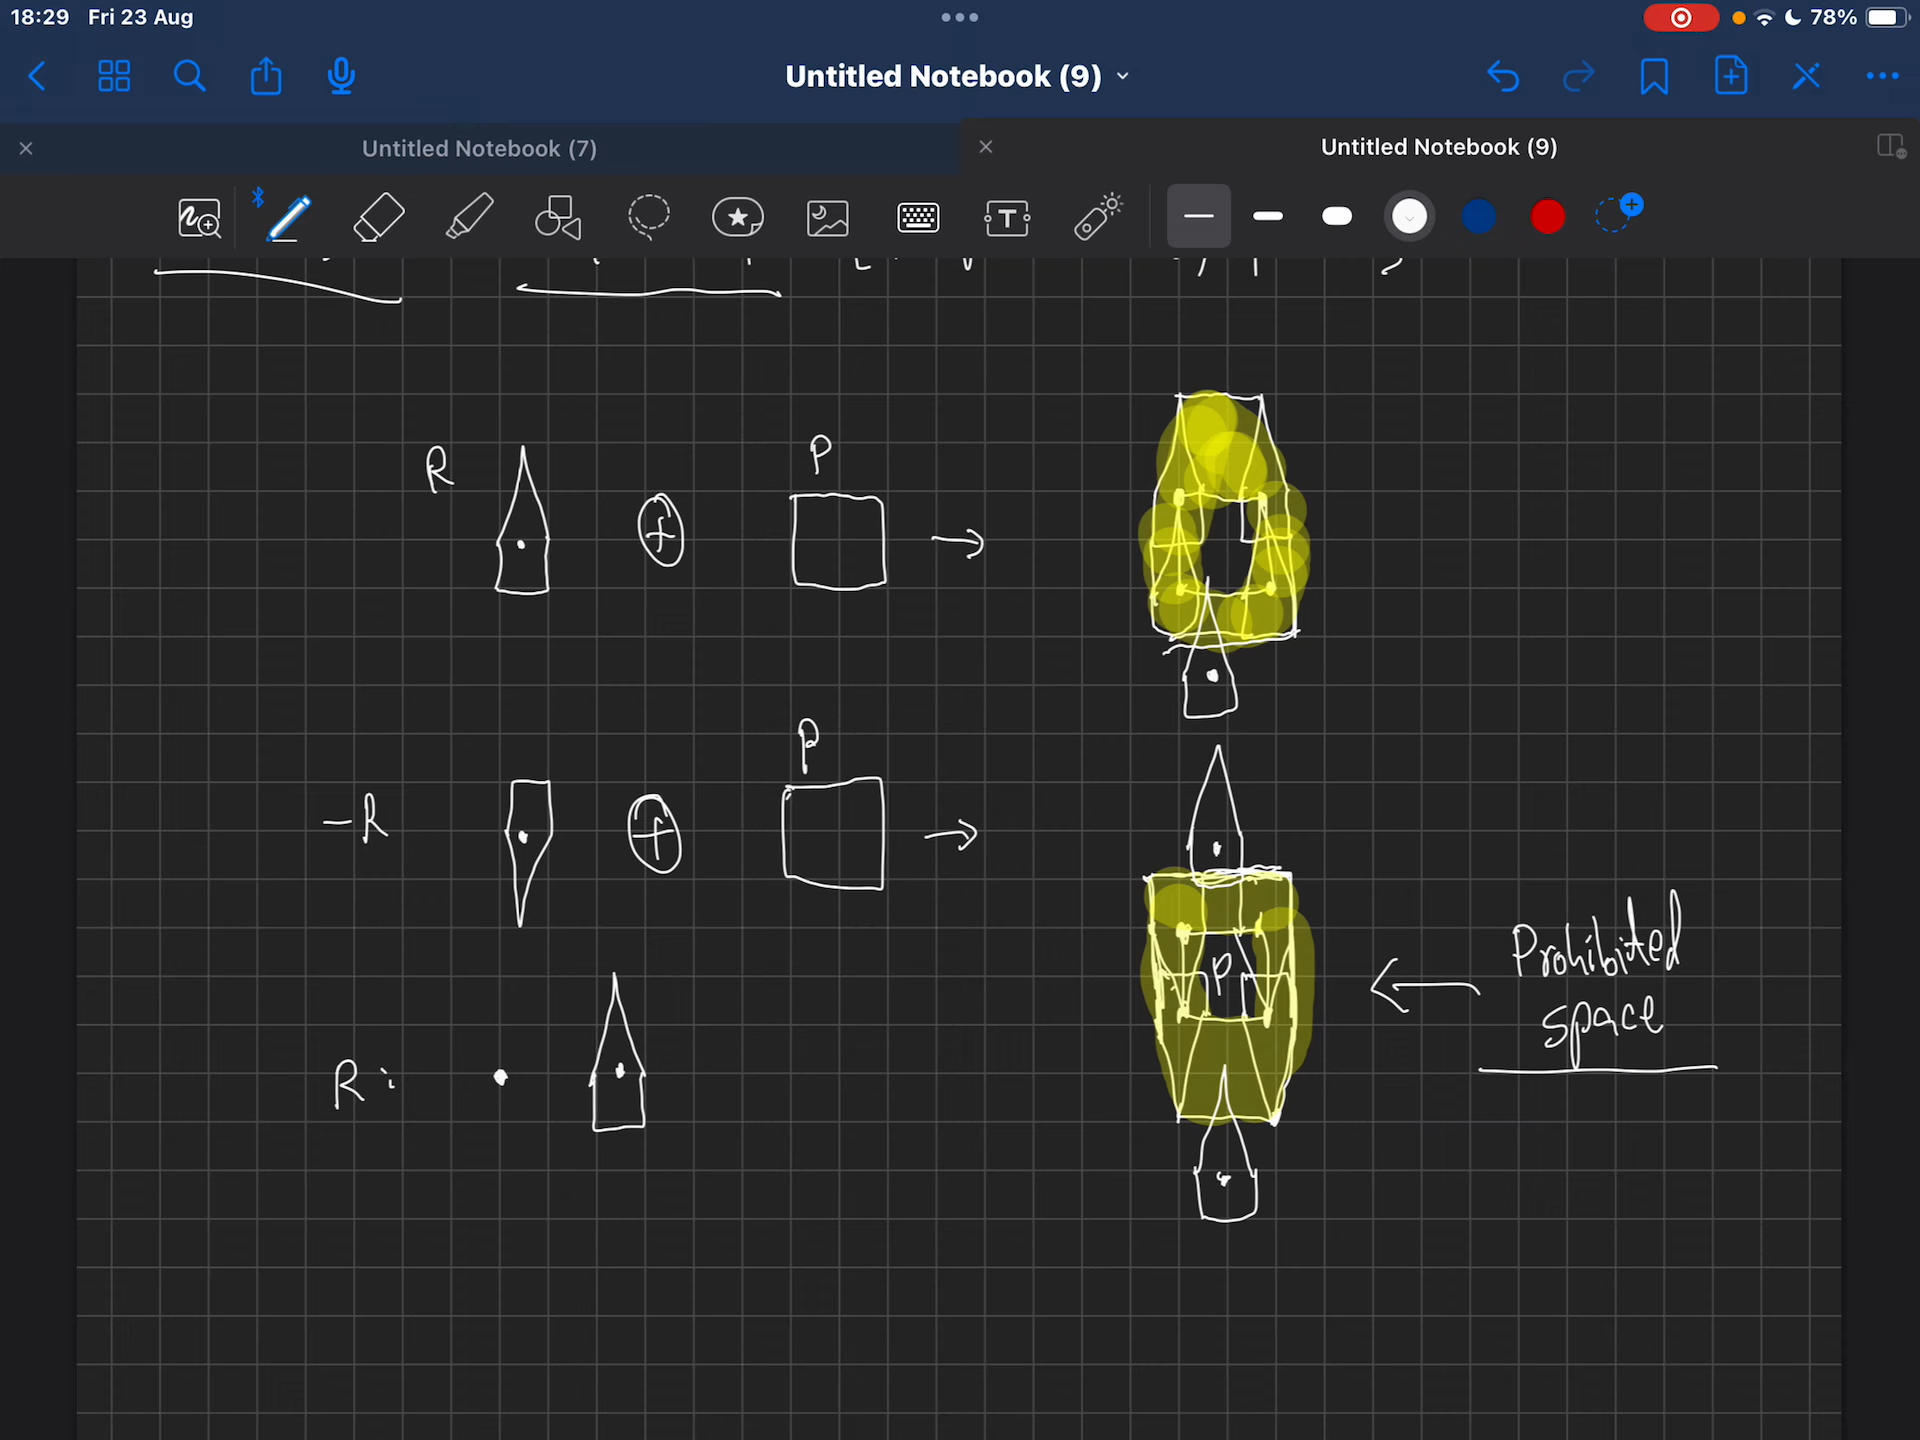 18:29 Fri 23 Aug
78%
Untitled Notebook (9)
Untitled Notebook (7)
Untitled Notebook (9)
T
R
P
+
-R
P
+
P
Prohibited
space
R :